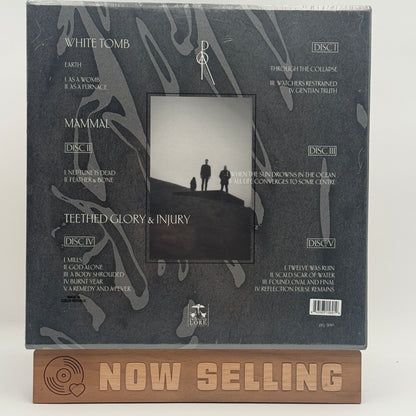 WHITE TOMB
DISC I
EARTH
THROUGH THE COLLAPSE
I. AS A WOMB
II. AS A FURNACE
III. WATCHERS RESTRAINED
IV. GENTIAN TRUTH
MAMMAL
DISC II
DISC III
I. NEPTUNE IS DEAD
II. FEATHER & BONE
WHEN THE SUN DROWNS IN THE OCEAN
II. ALL LIFE CONVERGES TO SOME CENTRE
TEETHED GLORY & INJURY
DISC IV
DISC V
I. MILLS
II. GOD ALONE
III. A BODY SHROUDED
IV. BURNT YEAR
V. A REMEDY AND A FEVER
I. TWELVE WAS RUIN
II. SCALD SCAR OF WATER
III. FOUND, OVAL AND FINAL
IV. REFLECTION PULSE REMAINS
LORE
NOW SELLING